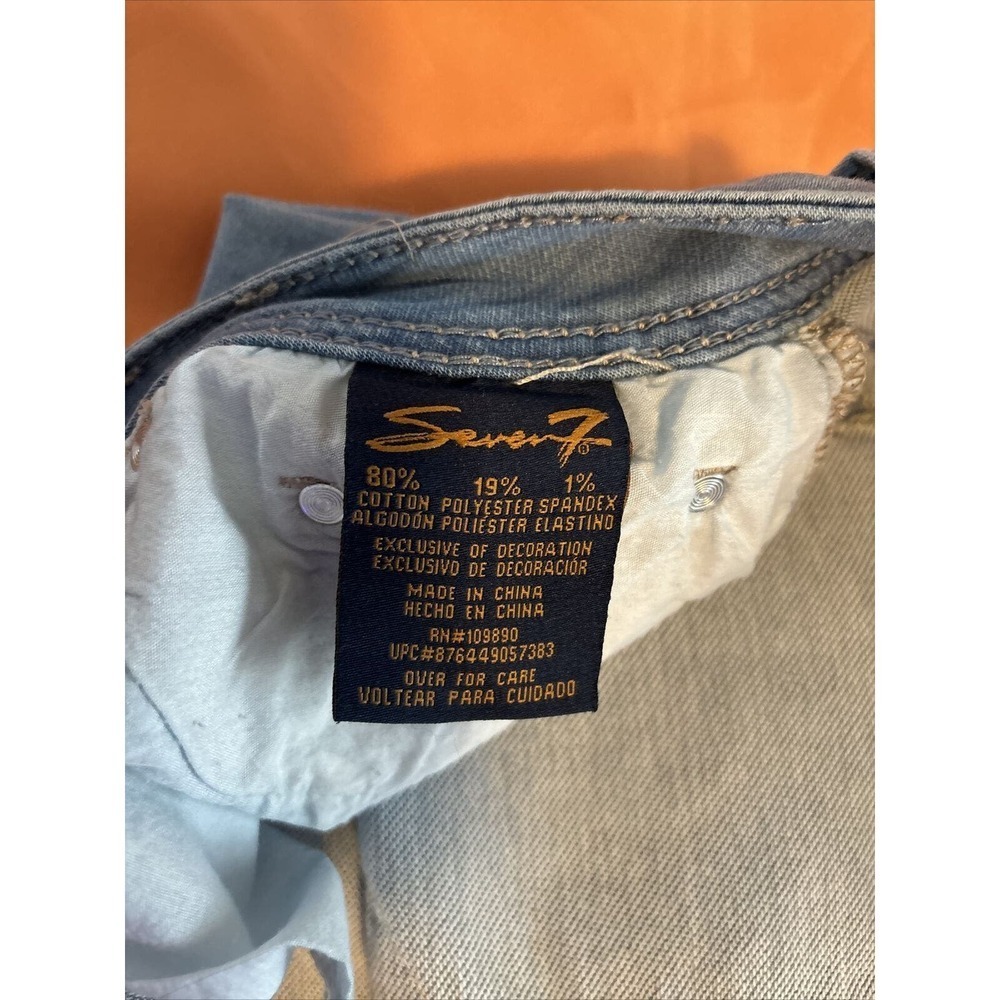 Seven7®
80% 19% 1%
COTTON POLYESTER SPANDEX
ALGODÓN POLIÉSTER ELASTINO
EXCLUSIVE OF DECORATION
EXCLUSIVO DE DECORACIÓR
MADE IN CHINA
HECHO EN CHINA
RN#109890
UPC#876449057383
OVER FOR CARE
VOLTEAR PARA CUIDADO